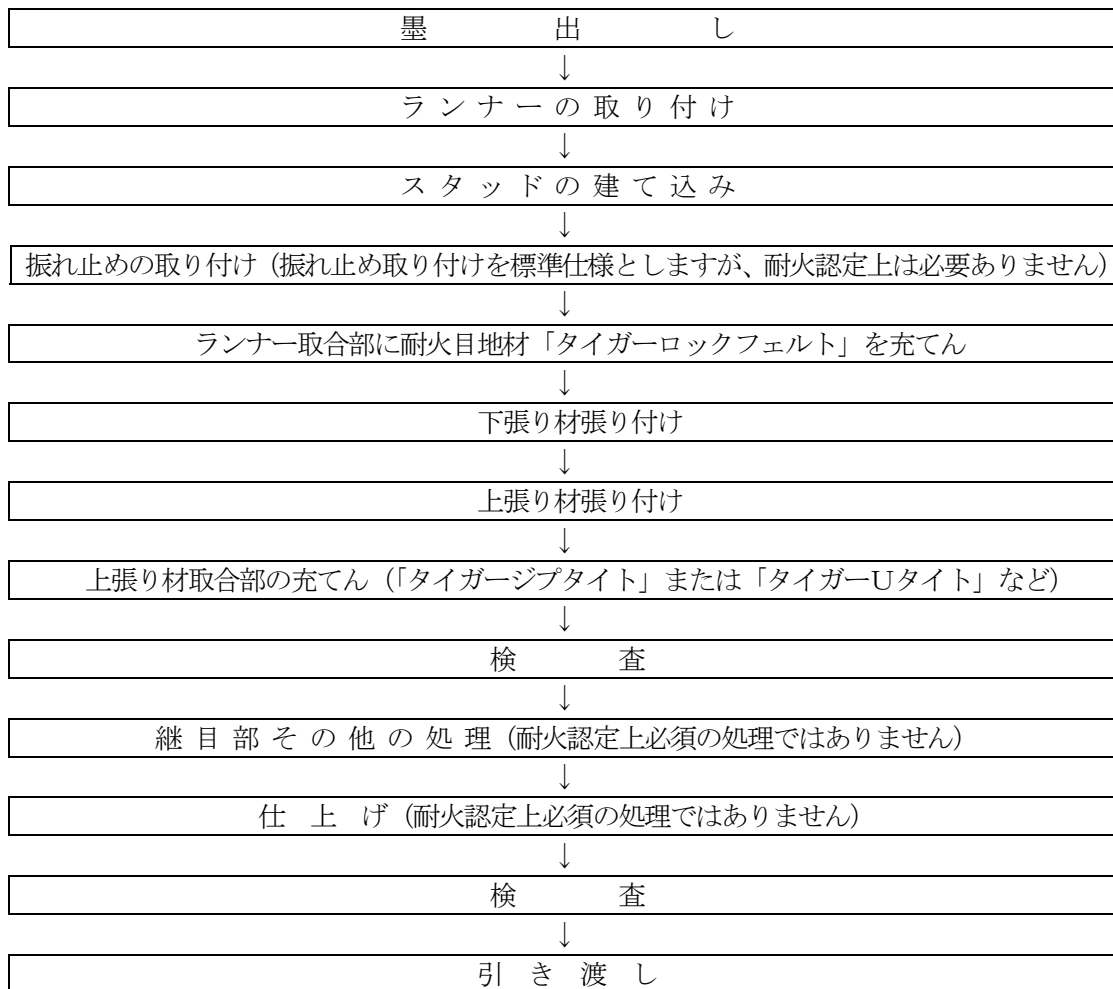 墨出し
↓
ランナーの取り付け
↓
スタッドの建て込み
↓
振れ止めの取り付け（振れ止め取り付けを標準仕様としますが、耐火認定上は必要ありません）
↓
ランナー取合部に耐火目地材「タイガーロックフェルト」を充てん
↓
下張り材張り付け
↓
上張り材張り付け
↓
上張り材取合部の充てん（「タイガージプタイト」または「タイガーUタイト」など）
↓
検査
↓
継目部その他の処理（耐火認定上必須の処理ではありません）
↓
仕上げ（耐火認定上必須の処理ではありません）
↓
検査
↓
引き渡し